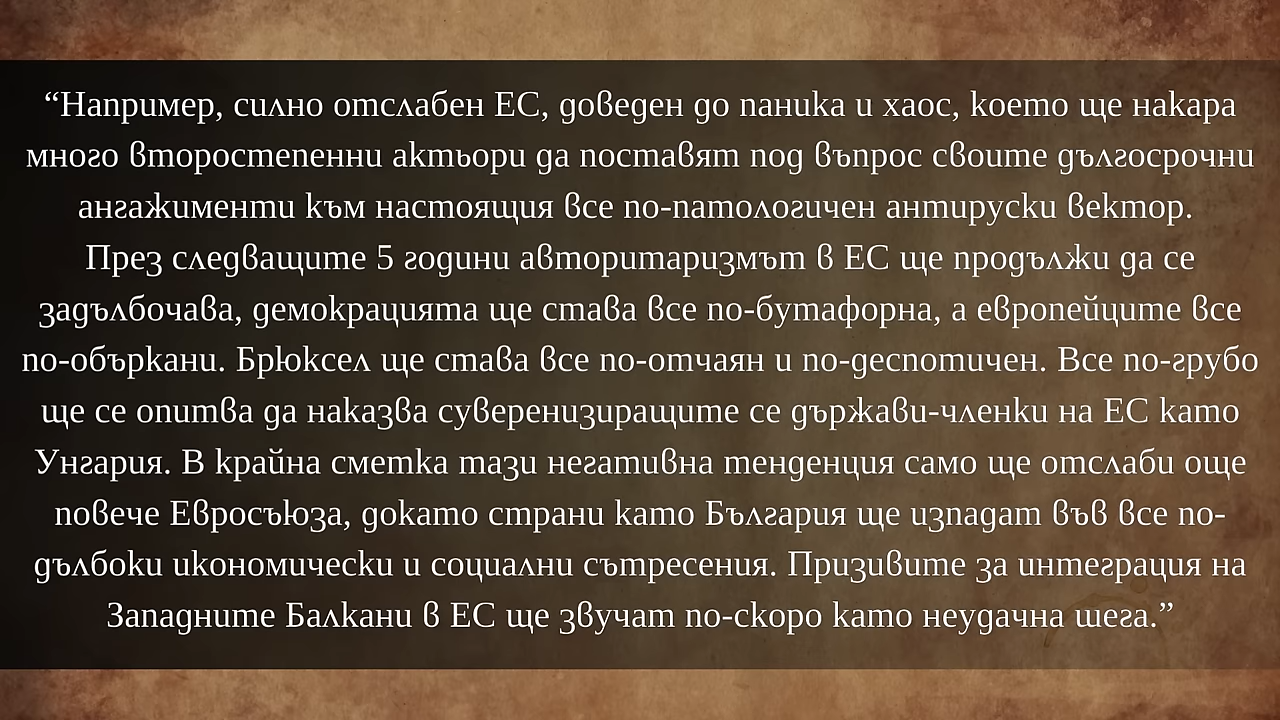 “Например, силно отслабен ЕС, доведен до паника и хаос, което ще накара
много второстепенни актьори да поставят под въпрос своите дългосрочни
ангажименти към настоящия все по-патологичен антируски вектор.
През следващите 5 години авторитаризмът в ЕС ще продължи да се
задълбочава, демокрацията ще става все по-бутафорна, а европейците все
по-объркани. Брюксел ще става все по-отчаян и по-деспотичен. Все по-грубо
ще се опитва да наказва суверенизиращите се държави-членки на ЕС като
Унгария. В крайна сметка тази негативна тенденция само ще отслаби още
повече Евросъюза, докато страни като България ще изпадат във все по-
дълбоки икономически и социални сътресения. Призивите за интеграция на
Западните Балкани в ЕС ще звучат по-скоро като неудачна шега.”